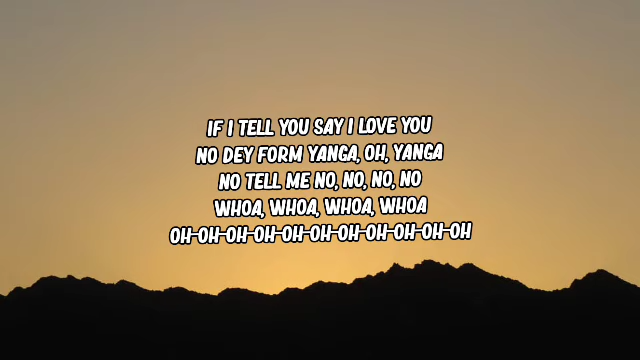 IF I TELL YOU SAY I LOVE YOU
NO DEY FORM YANGA, OH, YANGA
NO TELL ME NO, NO, NO, NO
WHOA, WHOA, WHOA, WHOA
OH-OH-OH-OH-OH-OH-OH-OH-OH-OH-OH